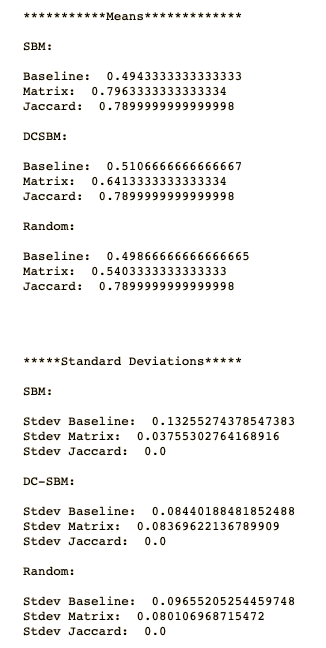 ***********Means*************
SBM:
Baseline:  0.4943333333333333
Matrix:  0.7963333333333334
Jaccard:  0.7899999999999998
DCSBM:
Baseline:  0.5106666666666667
Matrix:  0.6413333333333334
Jaccard:  0.7899999999999998
Random:
Baseline:  0.49866666666666665
Matrix:  0.5403333333333333
Jaccard:  0.7899999999999998
*****Standard Deviations*****
SBM:
Stdev Baseline:  0.13255274378547383
Stdev Matrix:  0.03755302764168916
Stdev Jaccard:  0.0
DC-SBM:
Stdev Baseline:  0.08440188481852488
Stdev Matrix:  0.08369622136789909
Stdev Jaccard:  0.0
Random:
Stdev Baseline:  0.09655205254459748
Stdev Matrix:  0.080106968715472
Stdev Jaccard:  0.0